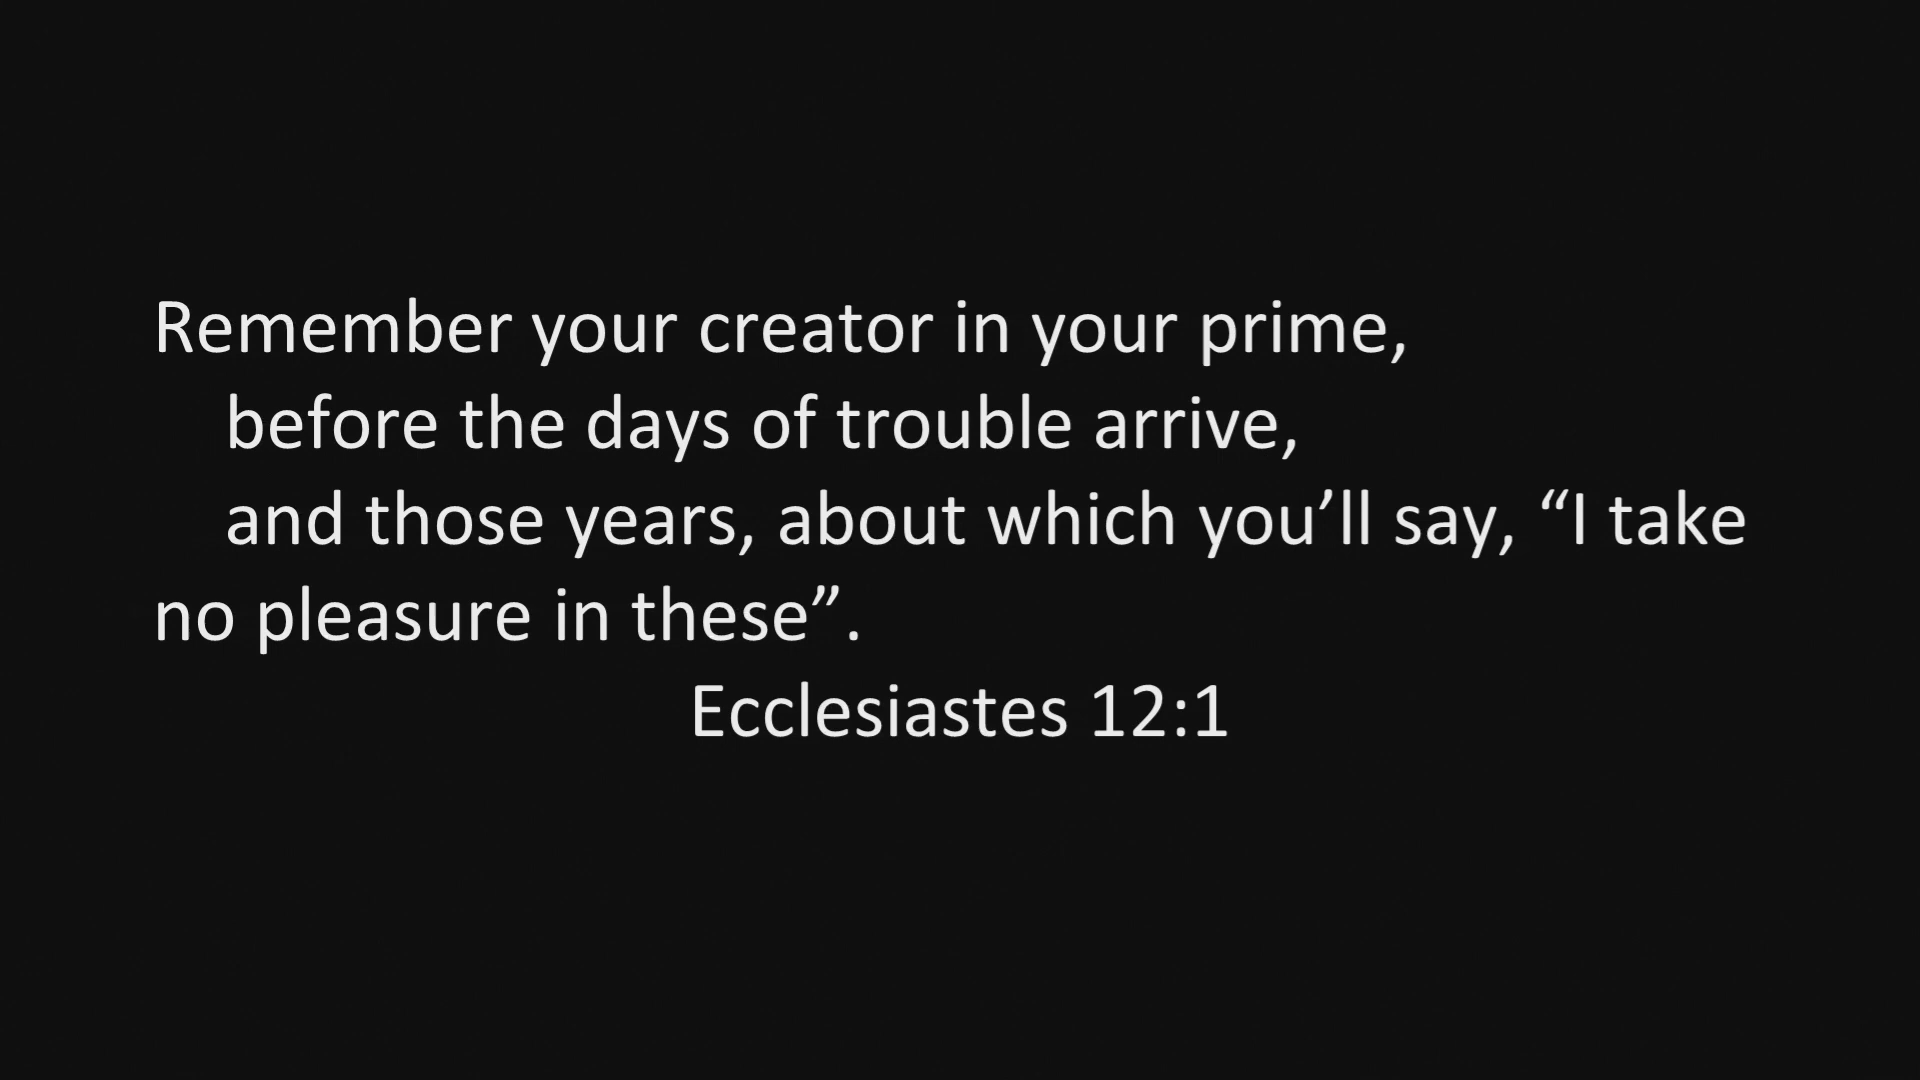 Remember your creator in your prime,
before the days of trouble arrive,
and those years, about which you’ll say, “I take
no pleasure in these”.
Ecclesiastes 12:1